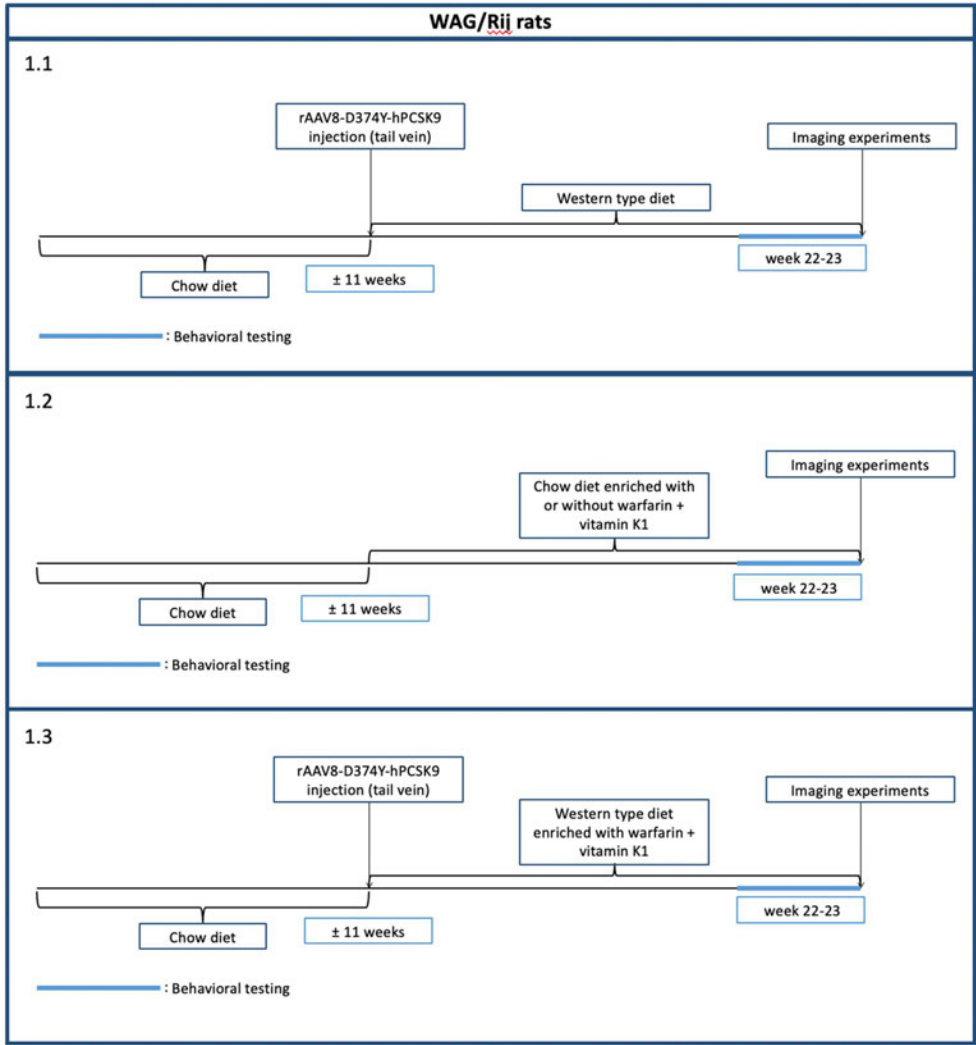 WAG/Rij rats
1.1
rAAV8-D374Y-hPCSK9
injection (tail vein)
Imaging experiments
Western type diet
Chow diet
± 11 weeks
week 22-23
: Behavioral testing
1.2
Imaging experiments
Chow diet enriched with
or without warfarin +
vitamin K1
Chow diet
± 11 weeks
week 22-23
: Behavioral testing
1.3
rAAV8-D374Y-hPCSK9
injection (tail vein)
Imaging experiments
Western type diet
enriched with warfarin +
vitamin K1
Chow diet
± 11 weeks
week 22-23
: Behavioral testing